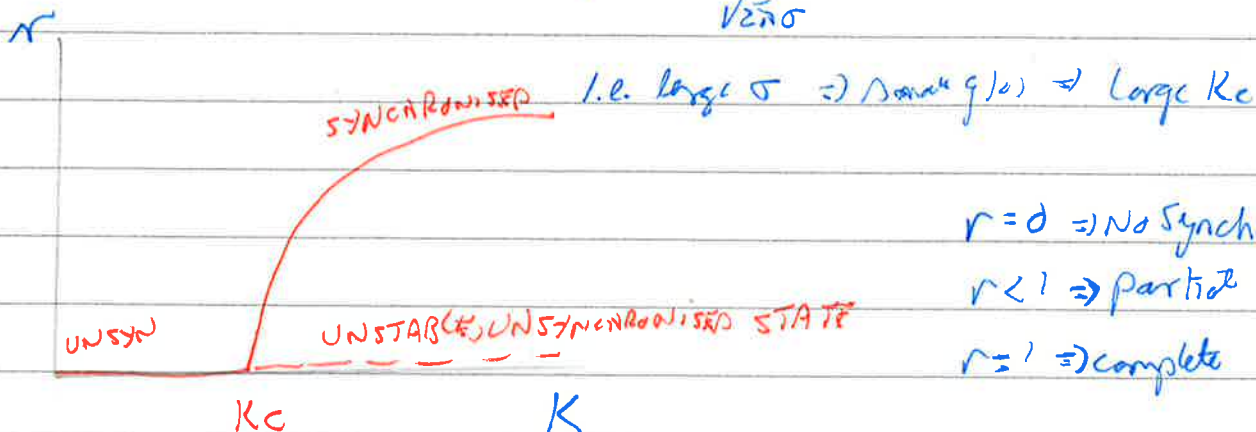 √2πσ
r
I.e. large σ ⇒ small g(0) ⇒ Large Kc
SYNCHRONISED
r = 0 ⇒ No Synch
r < 1 ⇒ Partial
UNSYN
UNSTABLE, UNSYNCHRONISED STATE
r = 1 ⇒ complete
Kc K